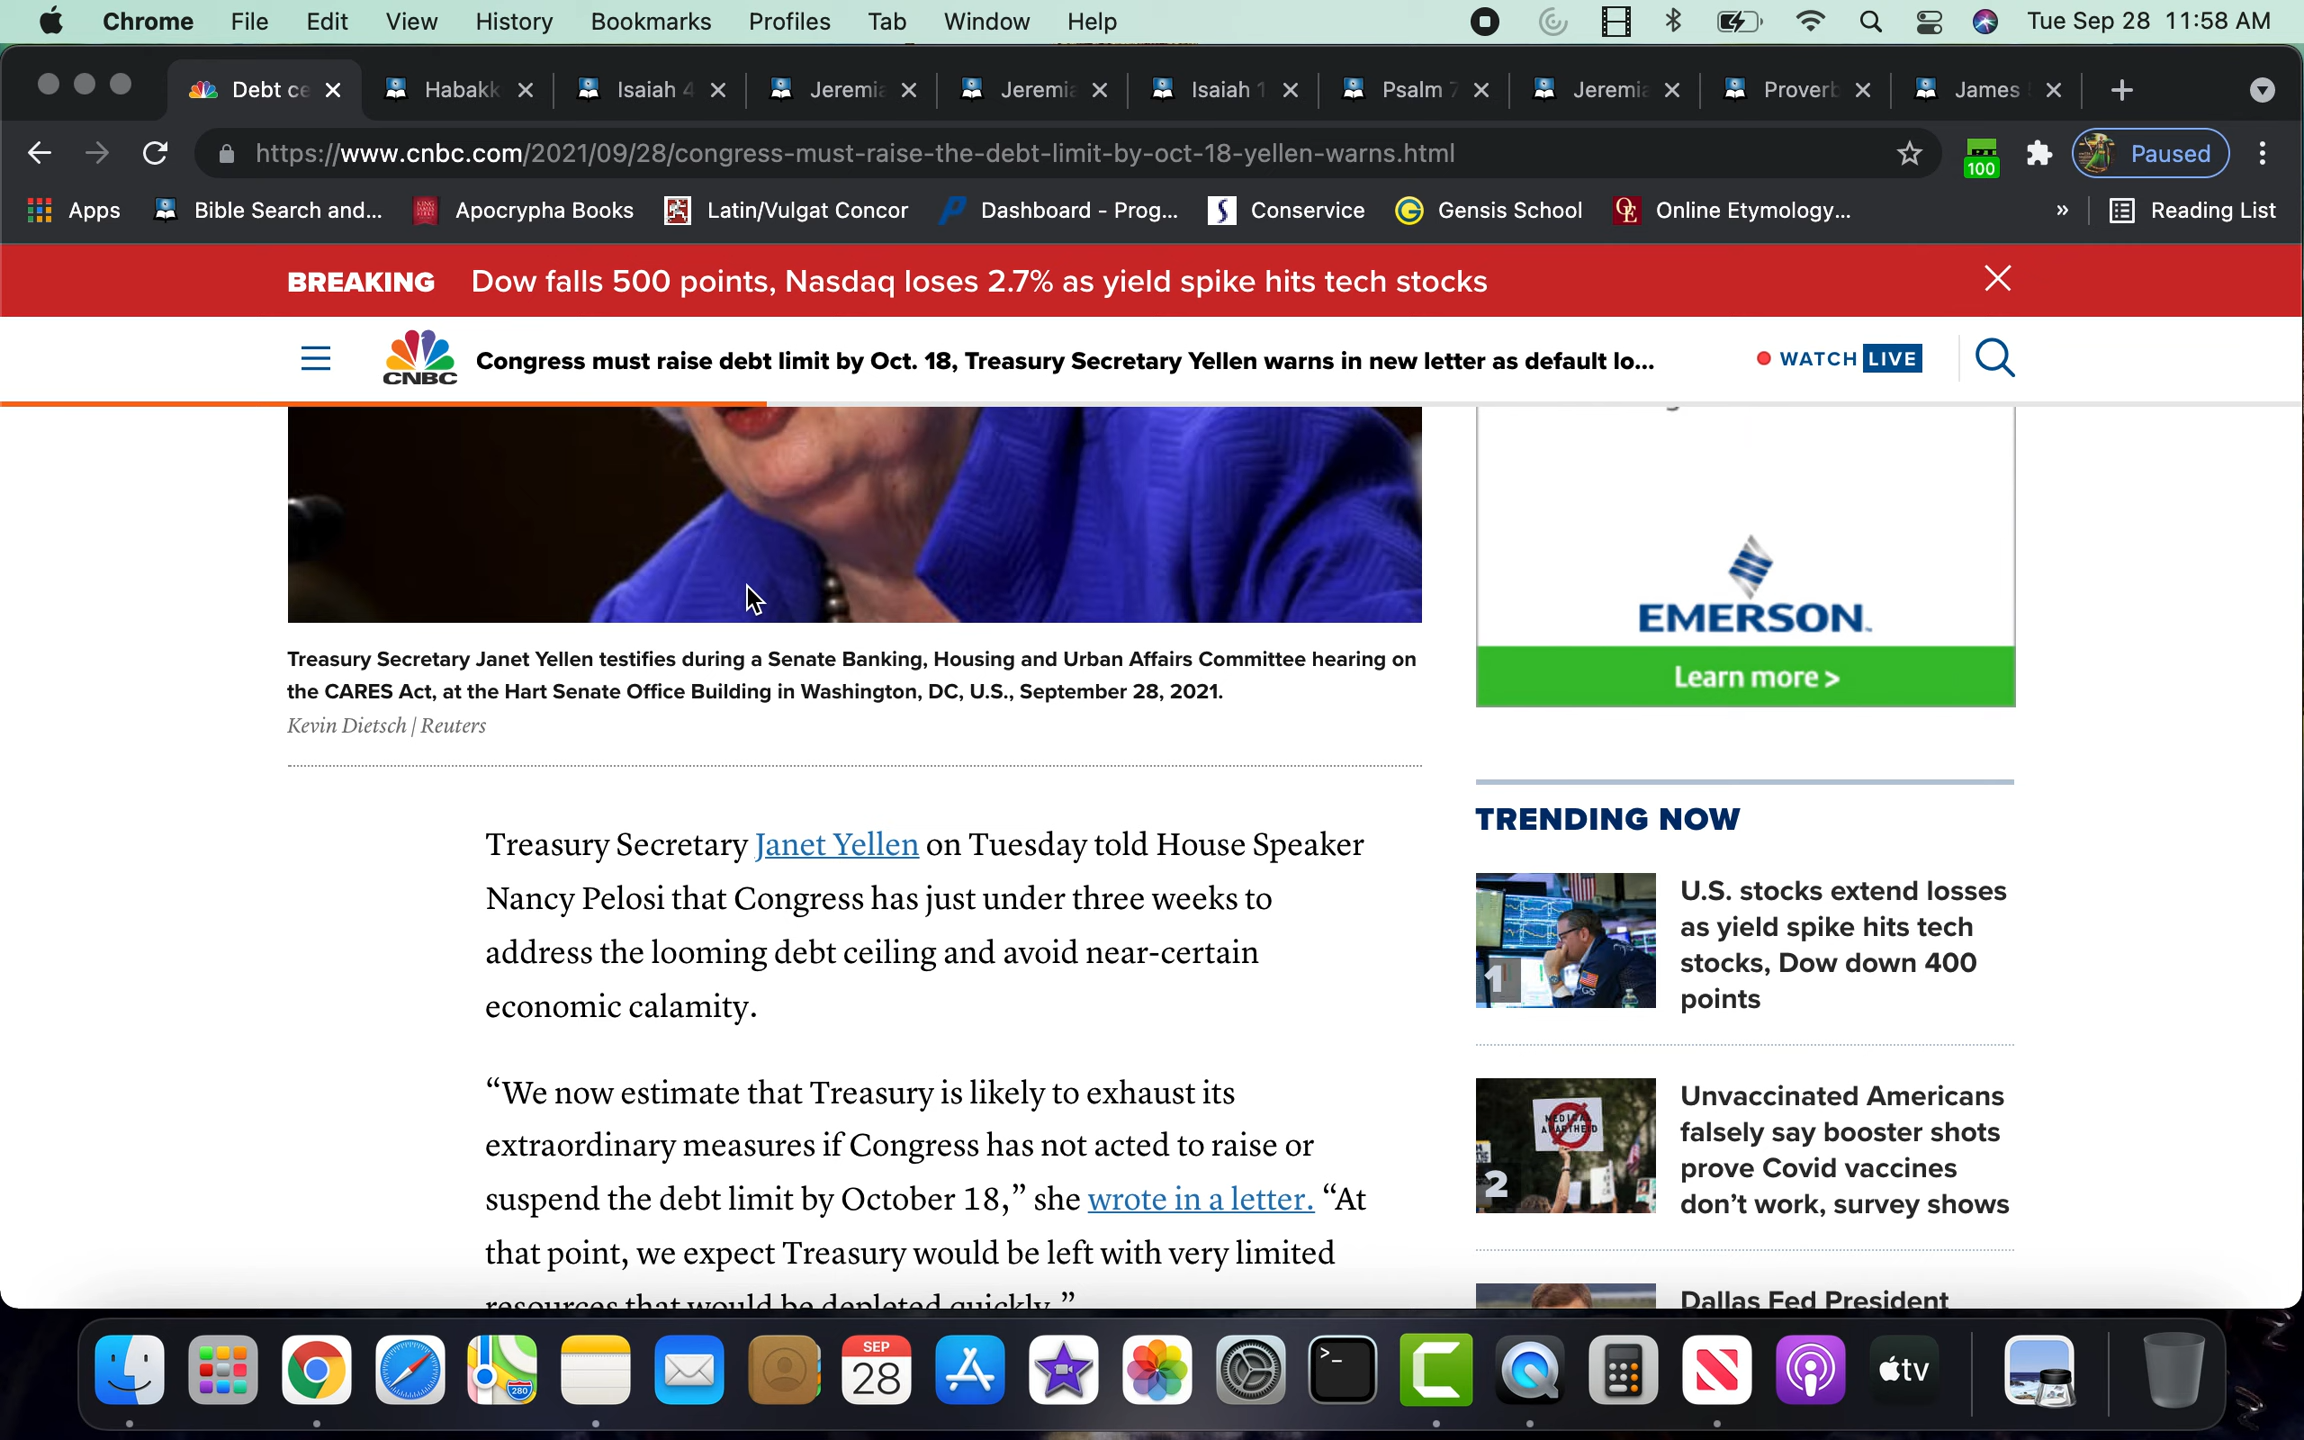 Chrome File Edit View History Bookmarks Profiles Tab Window Help Tue Sep 28 11:58 AM
Debt ce Habakk Isaiah 4 Jeremia Jeremia Isaiah 1 Psalm 7 Jeremia Proverb James
https://www.cnbc.com/2021/09/28/congress-must-raise-the-debt-limit-by-oct-18-yellen-warns.html 100 Paused
Apps Bible Search and... Apocrypha Books Latin/Vulgat Concor Dashboard - Prog... Conservice Gensis School Online Etymology... » Reading List
BREAKING Dow falls 500 points, Nasdaq loses 2.7% as yield spike hits tech stocks
CNBC Congress must raise debt limit by Oct. 18, Treasury Secretary Yellen warns in new letter as default lo... WATCH LIVE
Treasury Secretary Janet Yellen testifies during a Senate Banking, Housing and Urban Affairs Committee hearing on
the CARES Act, at the Hart Senate Office Building in Washington, DC, U.S., September 28, 2021.
Kevin Dietsch | Reuters
Treasury Secretary Janet Yellen on Tuesday told House Speaker
Nancy Pelosi that Congress has just under three weeks to
address the looming debt ceiling and avoid near-certain
economic calamity.
“We now estimate that Treasury is likely to exhaust its
extraordinary measures if Congress has not acted to raise or
suspend the debt limit by October 18,” she wrote in a letter. “At
that point, we expect Treasury would be left with very limited
resources that would be depleted quickly.”
EMERSON
Learn more >
TRENDING NOW
1
U.S. stocks extend losses
as yield spike hits tech
stocks, Dow down 400
points
MEDICAL
APARTHEID
2
Unvaccinated Americans
falsely say booster shots
prove Covid vaccines
don’t work, survey shows
Dallas Fed President
280
SEP
28
tv